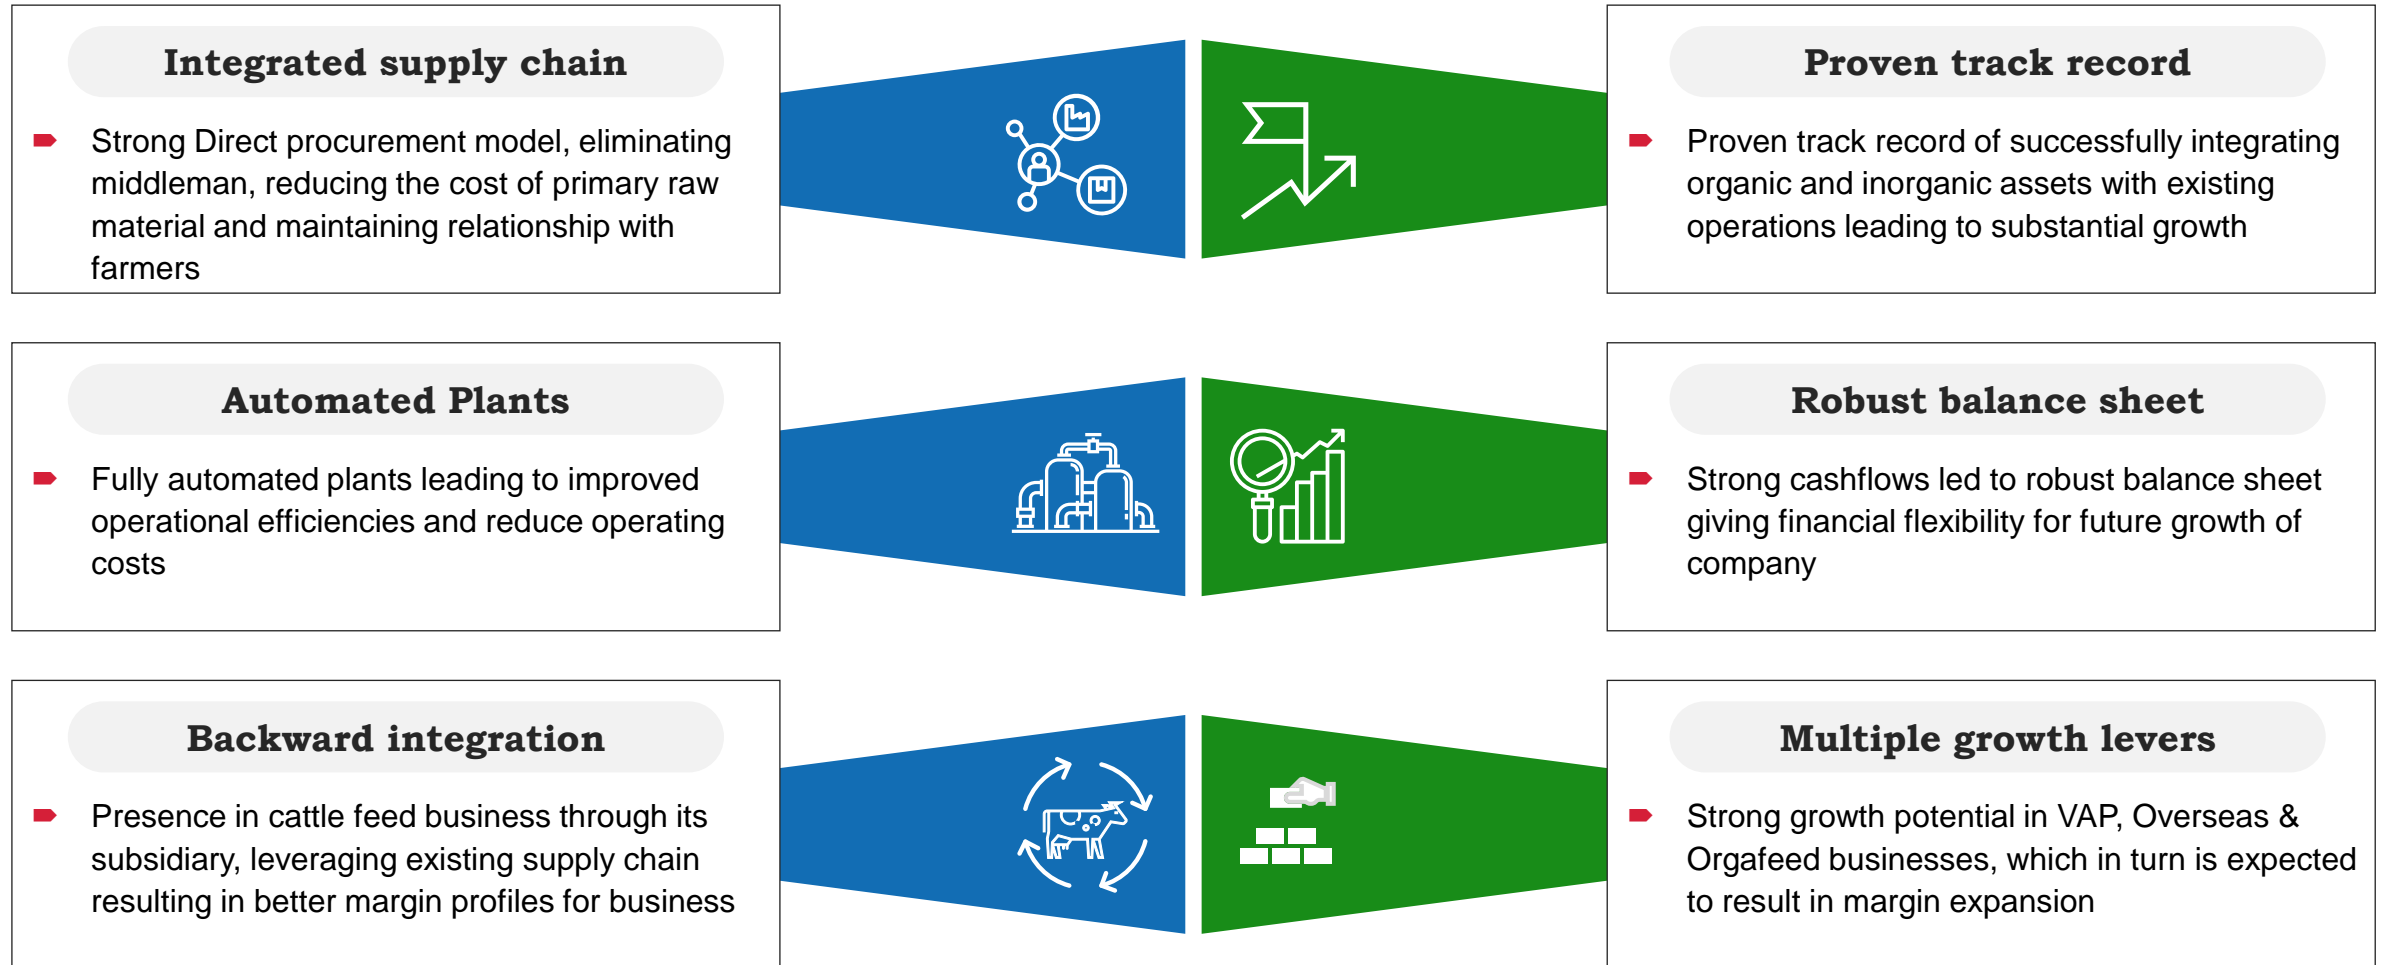 Integrated supply chain
Strong Direct procurement model, eliminating
middleman, reducing the cost of primary raw
material and maintaining relationship with
farmers
Proven track record
Proven track record of successfully integrating
organic and inorganic assets with existing
operations leading to substantial growth
Automated Plants
Fully automated plants leading to improved
operational efficiencies and reduce operating
costs
Robust balance sheet
Strong cashflows led to robust balance sheet
giving financial flexibility for future growth of
company
Backward integration
Presence in cattle feed business through its
subsidiary, leveraging existing supply chain
resulting in better margin profiles for business
Multiple growth levers
Strong growth potential in VAP, Overseas &
Orgafeed businesses, which in turn is expected
to result in margin expansion